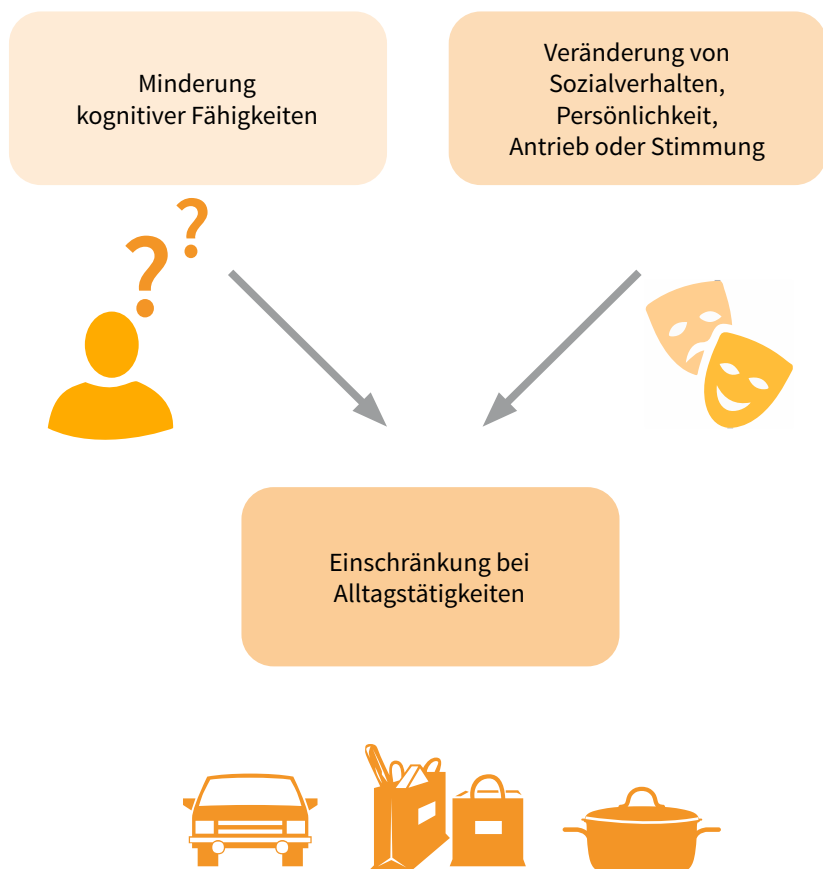 Minderung
kognitiver Fähigkeiten
Veränderung von
Sozialverhalten,
Persönlichkeit,
Antrieb oder Stimmung
? ?
Einschränkung bei
Alltagstätigkeiten